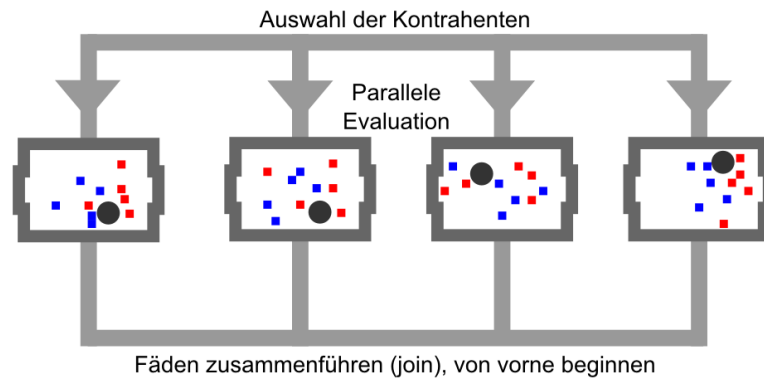 Auswahl der Kontrahenten
Parallele
Evaluation
Fäden zusammenführen (join), von vorne beginnen